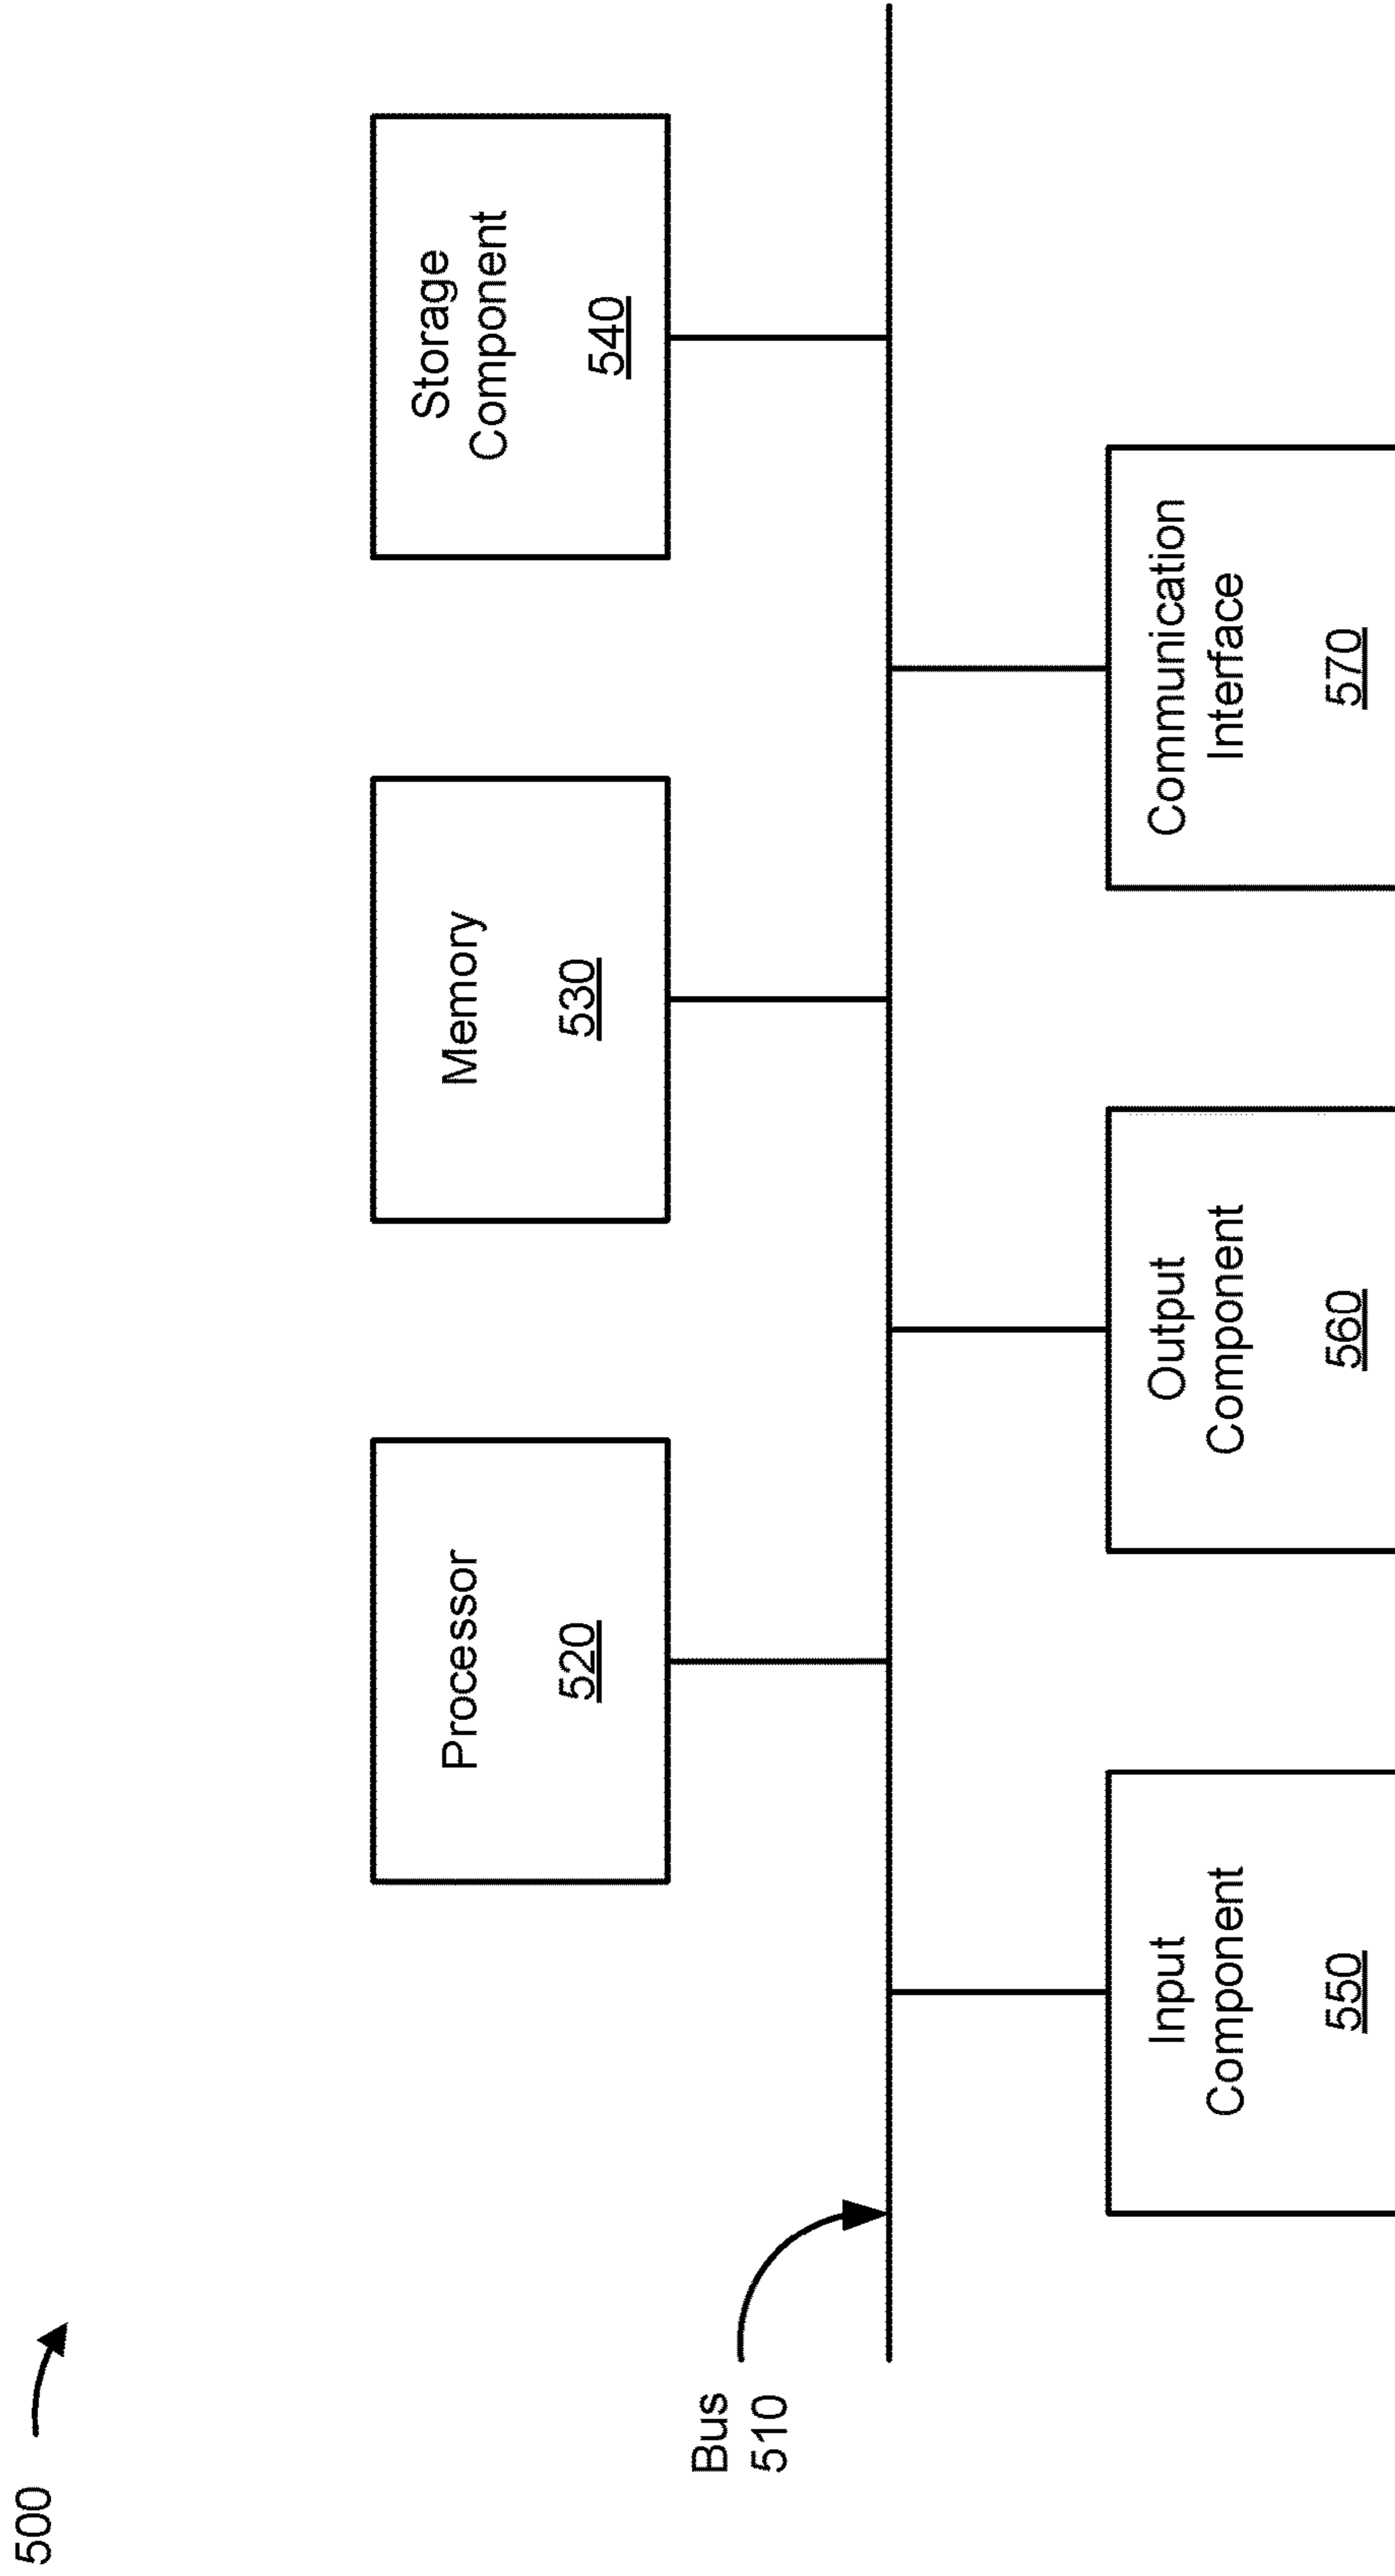 500
Processor
520
Memory
530
Storage
Component
540
Bus
510
Input
Component
550
Output
Component
560
Communication
Interface
570